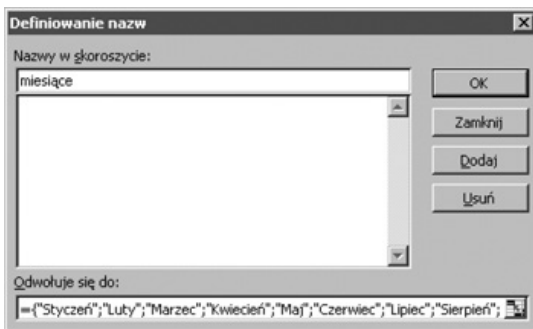 Definiowanie nazw
Nazwy w skoroszycie:
miesiące
OK
Zamknij
Dodaj
Usuń
Odwołuje się do:
={"Styczeń";"Luty";"Marzec";"Kwiecień";"Maj";"Czerwiec";"Lipiec";"Sierpień";